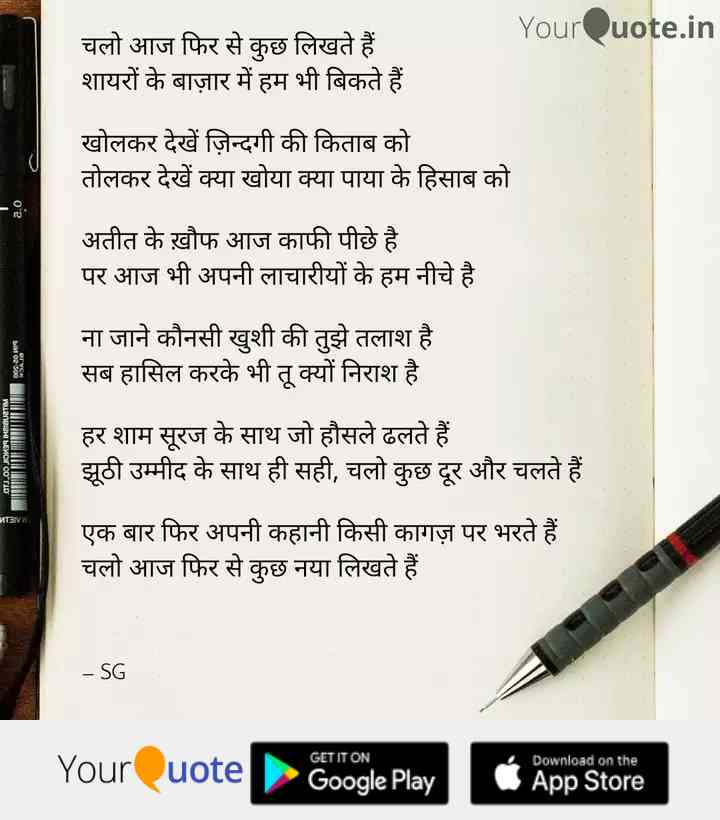 YourQuote.in
चलो आज फिर से कुछ लिखते हैं
शायरों के बाज़ार में हम भी बिकते हैं
खोलकर देखें ज़िन्दगी की किताब को
तोलकर देखें क्या खोया क्या पाया के हिसाब को
अतीत के ख़ौफ आज काफी पीछे है
पर आज भी अपनी लाचारीयों के हम नीचे है
ना जाने कौनसी खुशी की तुझे तलाश है
सब हासिल करके भी तू क्यों निराश है
हर शाम सूरज के साथ जो हौसले ढलते हैं
झूठी उम्मीद के साथ ही सही, चलो कुछ दूर और चलते हैं
एक बार फिर अपनी कहानी किसी कागज़ पर भरते हैं
चलो आज फिर से कुछ नया लिखते हैं
– SG
YourQuote
GET IT ON
Google Play
Download on the
App Store